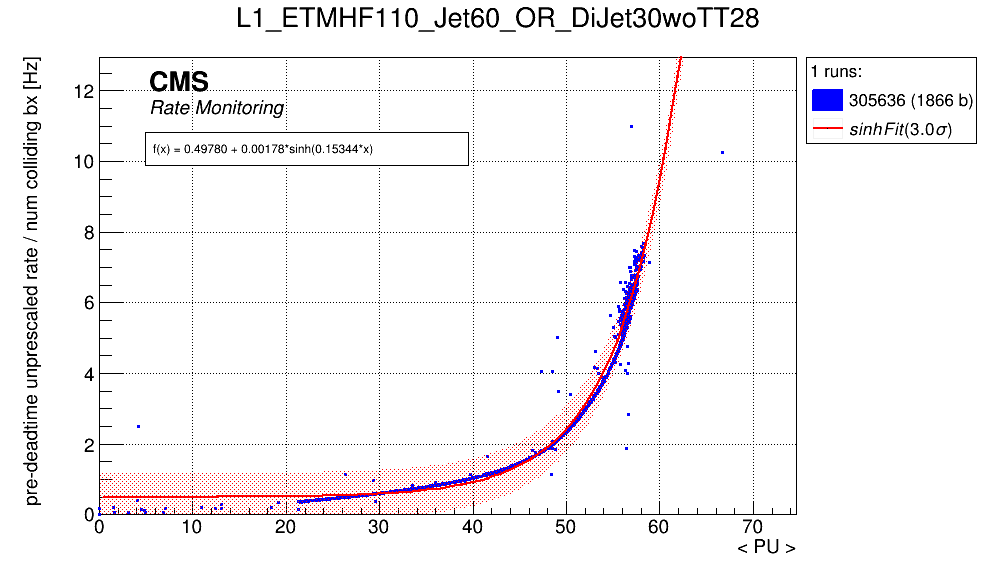 L1_ETMHF110_Jet60_OR_DiJet30woTT28
pre-deadtime unprescaled rate / num colliding bx [Hz]
CMS
Rate Monitoring
f(x) = 0.49780 + 0.00178*sinh(0.15344*x)
1 runs:
305636 (1866 b)
sinhFit(3.0σ)
12
10
8
6
4
2
0
0 10 20 30 40 50 60 70
< PU >